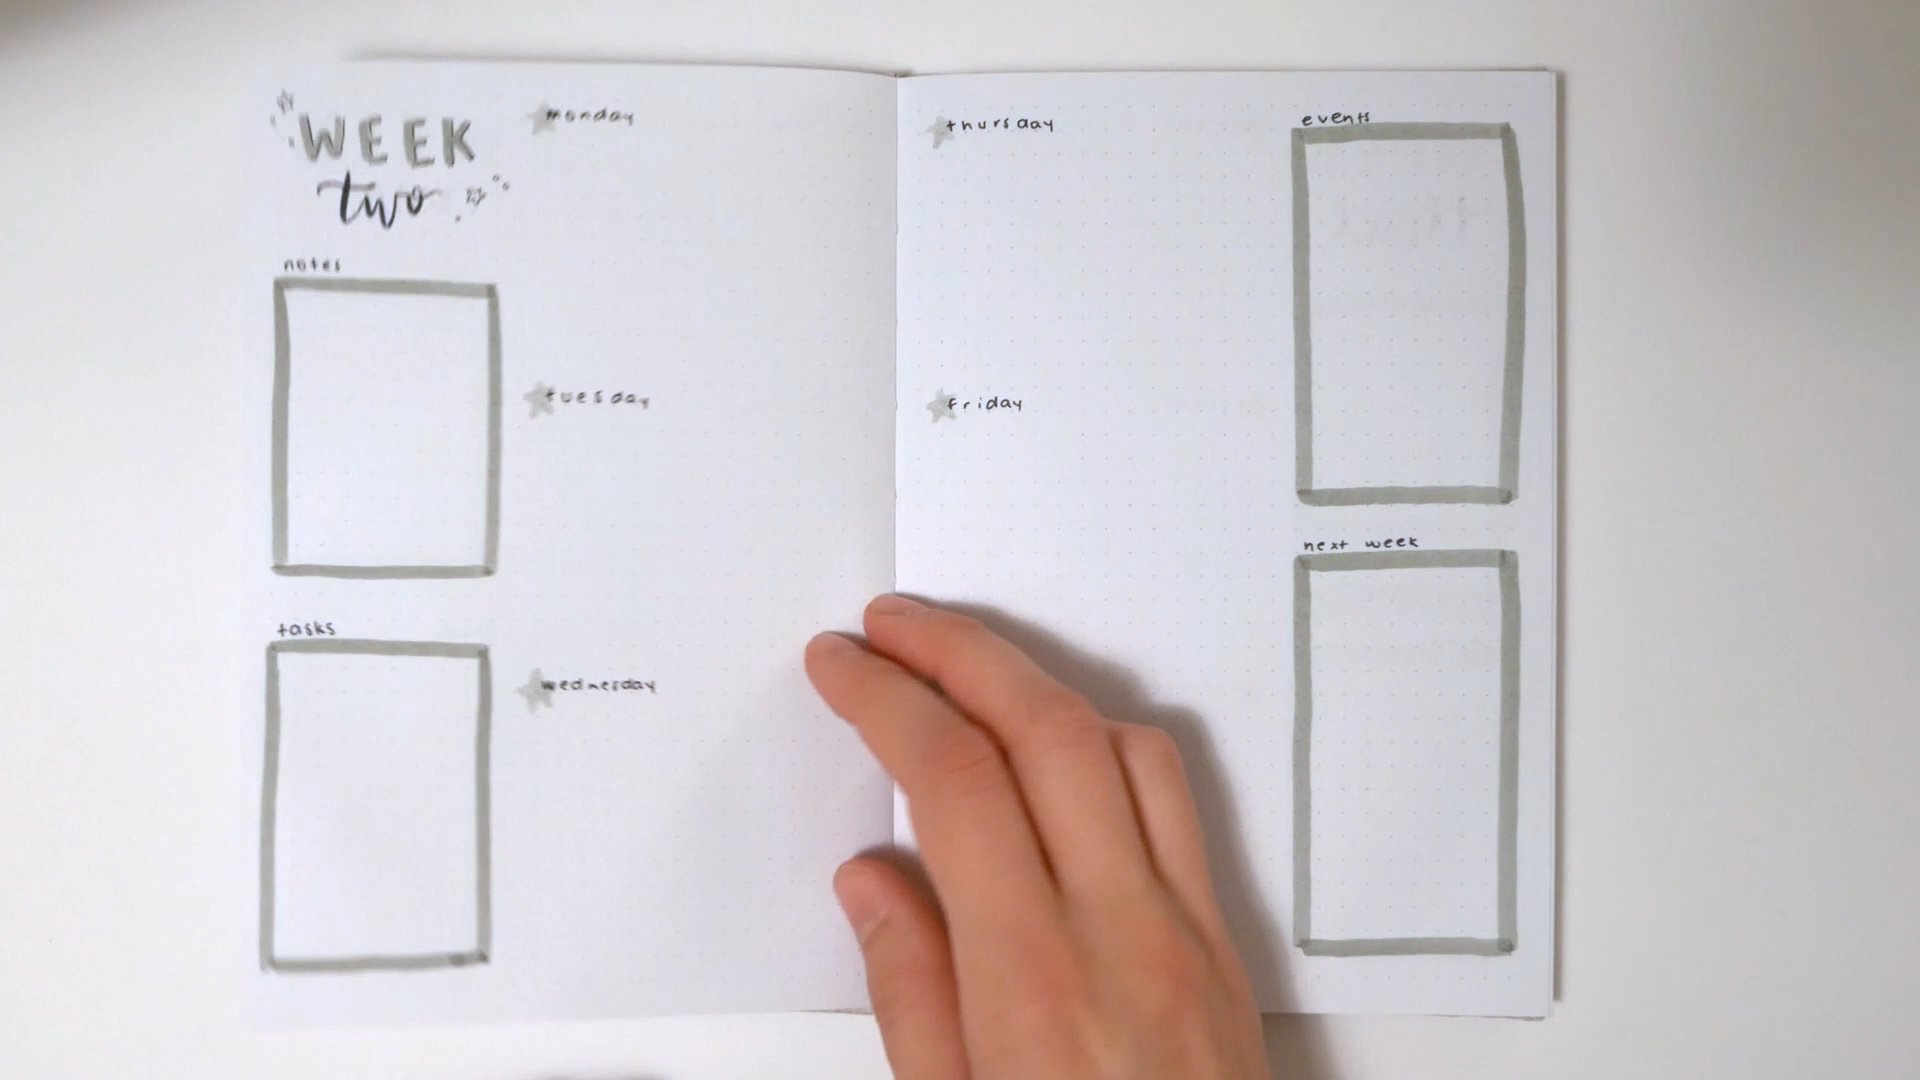 WEEK
two
notes
tasks
monday
tuesday
wednesday
thursday
friday
events
next week